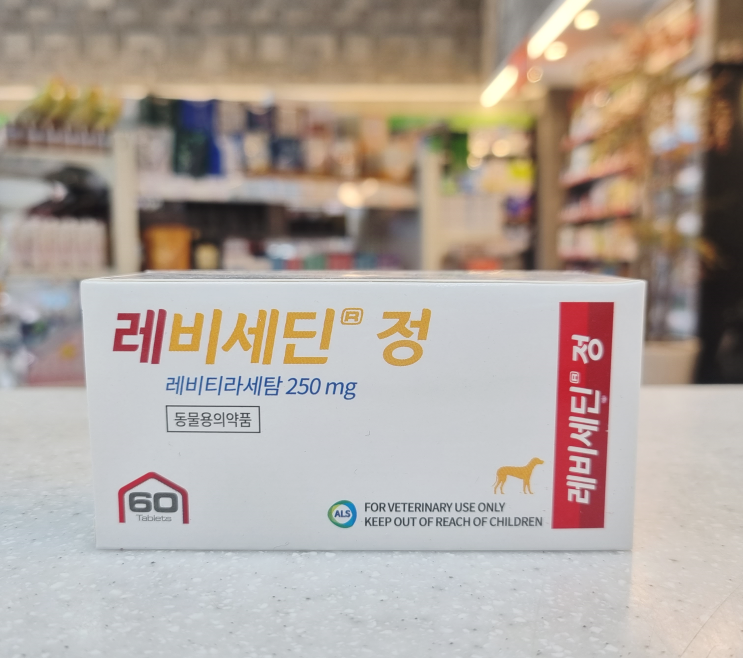 레비세딘® 정
레비티라세탐 250 mg
동물용의약품
60
Tablets
ALS
FOR VETERINARY USE ONLY
KEEP OUT OF REACH OF CHILDREN
레비세딘® 정